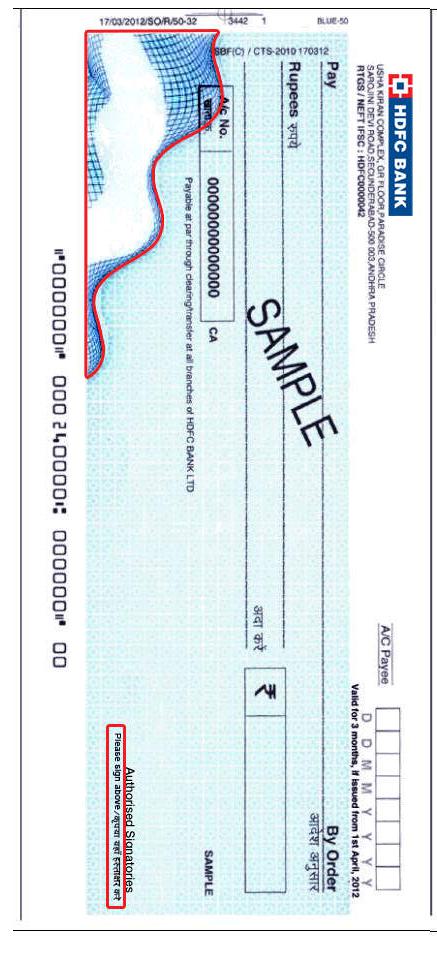 17/03/2012/SO/R/50-32 3442 1 BLUE-50
SBF(C) / CTS-2010 170312
HDFC BANK
USHA KIRAN COMPLEX, GR FLOOR, PARADISE CIRCLE
SAROJINI DEVI ROAD, SECUNDERABAD-500 003, ANDHRA PRADESH
RTGS / NEFT IFSC : HDFC0000042
A/C Payee
D D M M Y Y Y Y
Valid for 3 months, if issued from 1st April, 2012
Pay
By Order
आदेश अनुसार
Rupees रुपये
अदा करें
₹
SAMPLE
A/c No.
00000000000000
CA
SAMPLE
Payable at par through clearing/transfer at all branches of HDFC BANK LTD
Authorised Signatories
Please sign above / कृपया यहाँ हस्ताक्षर करें
⑈000000⑈ 000240000⑆ 000000⑈ 00